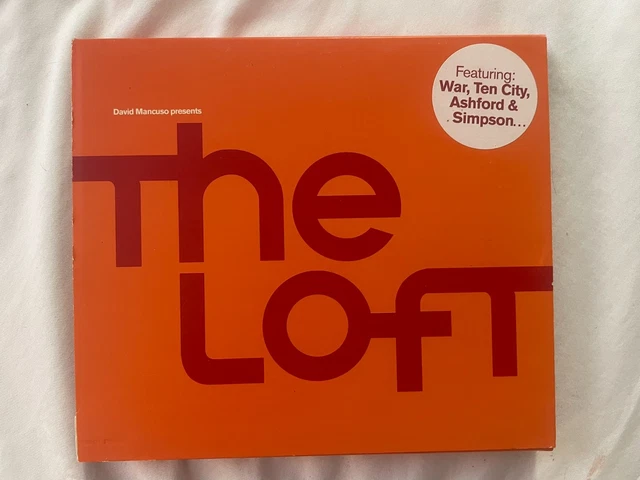 David Mancuso presents
The
Loft
Featuring:
War, Ten City,
Ashford &
Simpson...